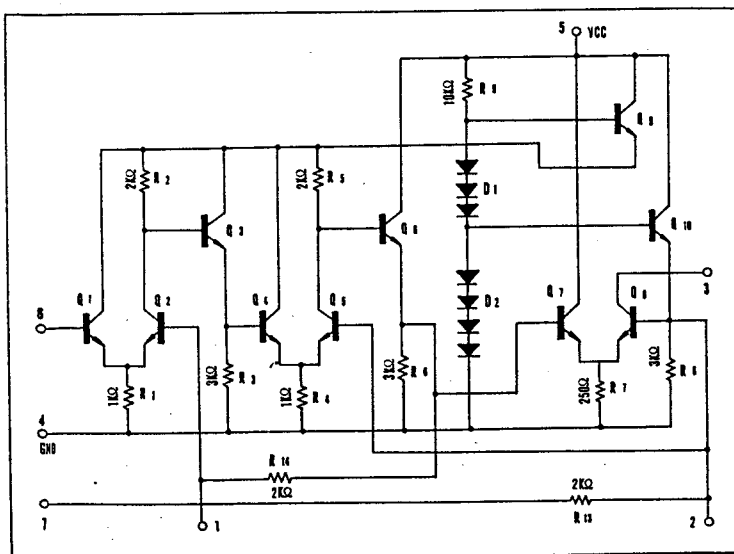 5 VCC
10KΩ R 9
Q 9
2KΩ R 2
2KΩ R 5
D1
Q 3
Q 6
Q 10
Q 1
Q 2
Q 4
Q 5
D2
Q 7
Q 8
3
6
1KΩ R 1
3KΩ R 3
1KΩ R 4
3KΩ R 6
250Ω R 7
3KΩ R 8
4
GND
R 14
2KΩ
2KΩ
R 13
7
1
2